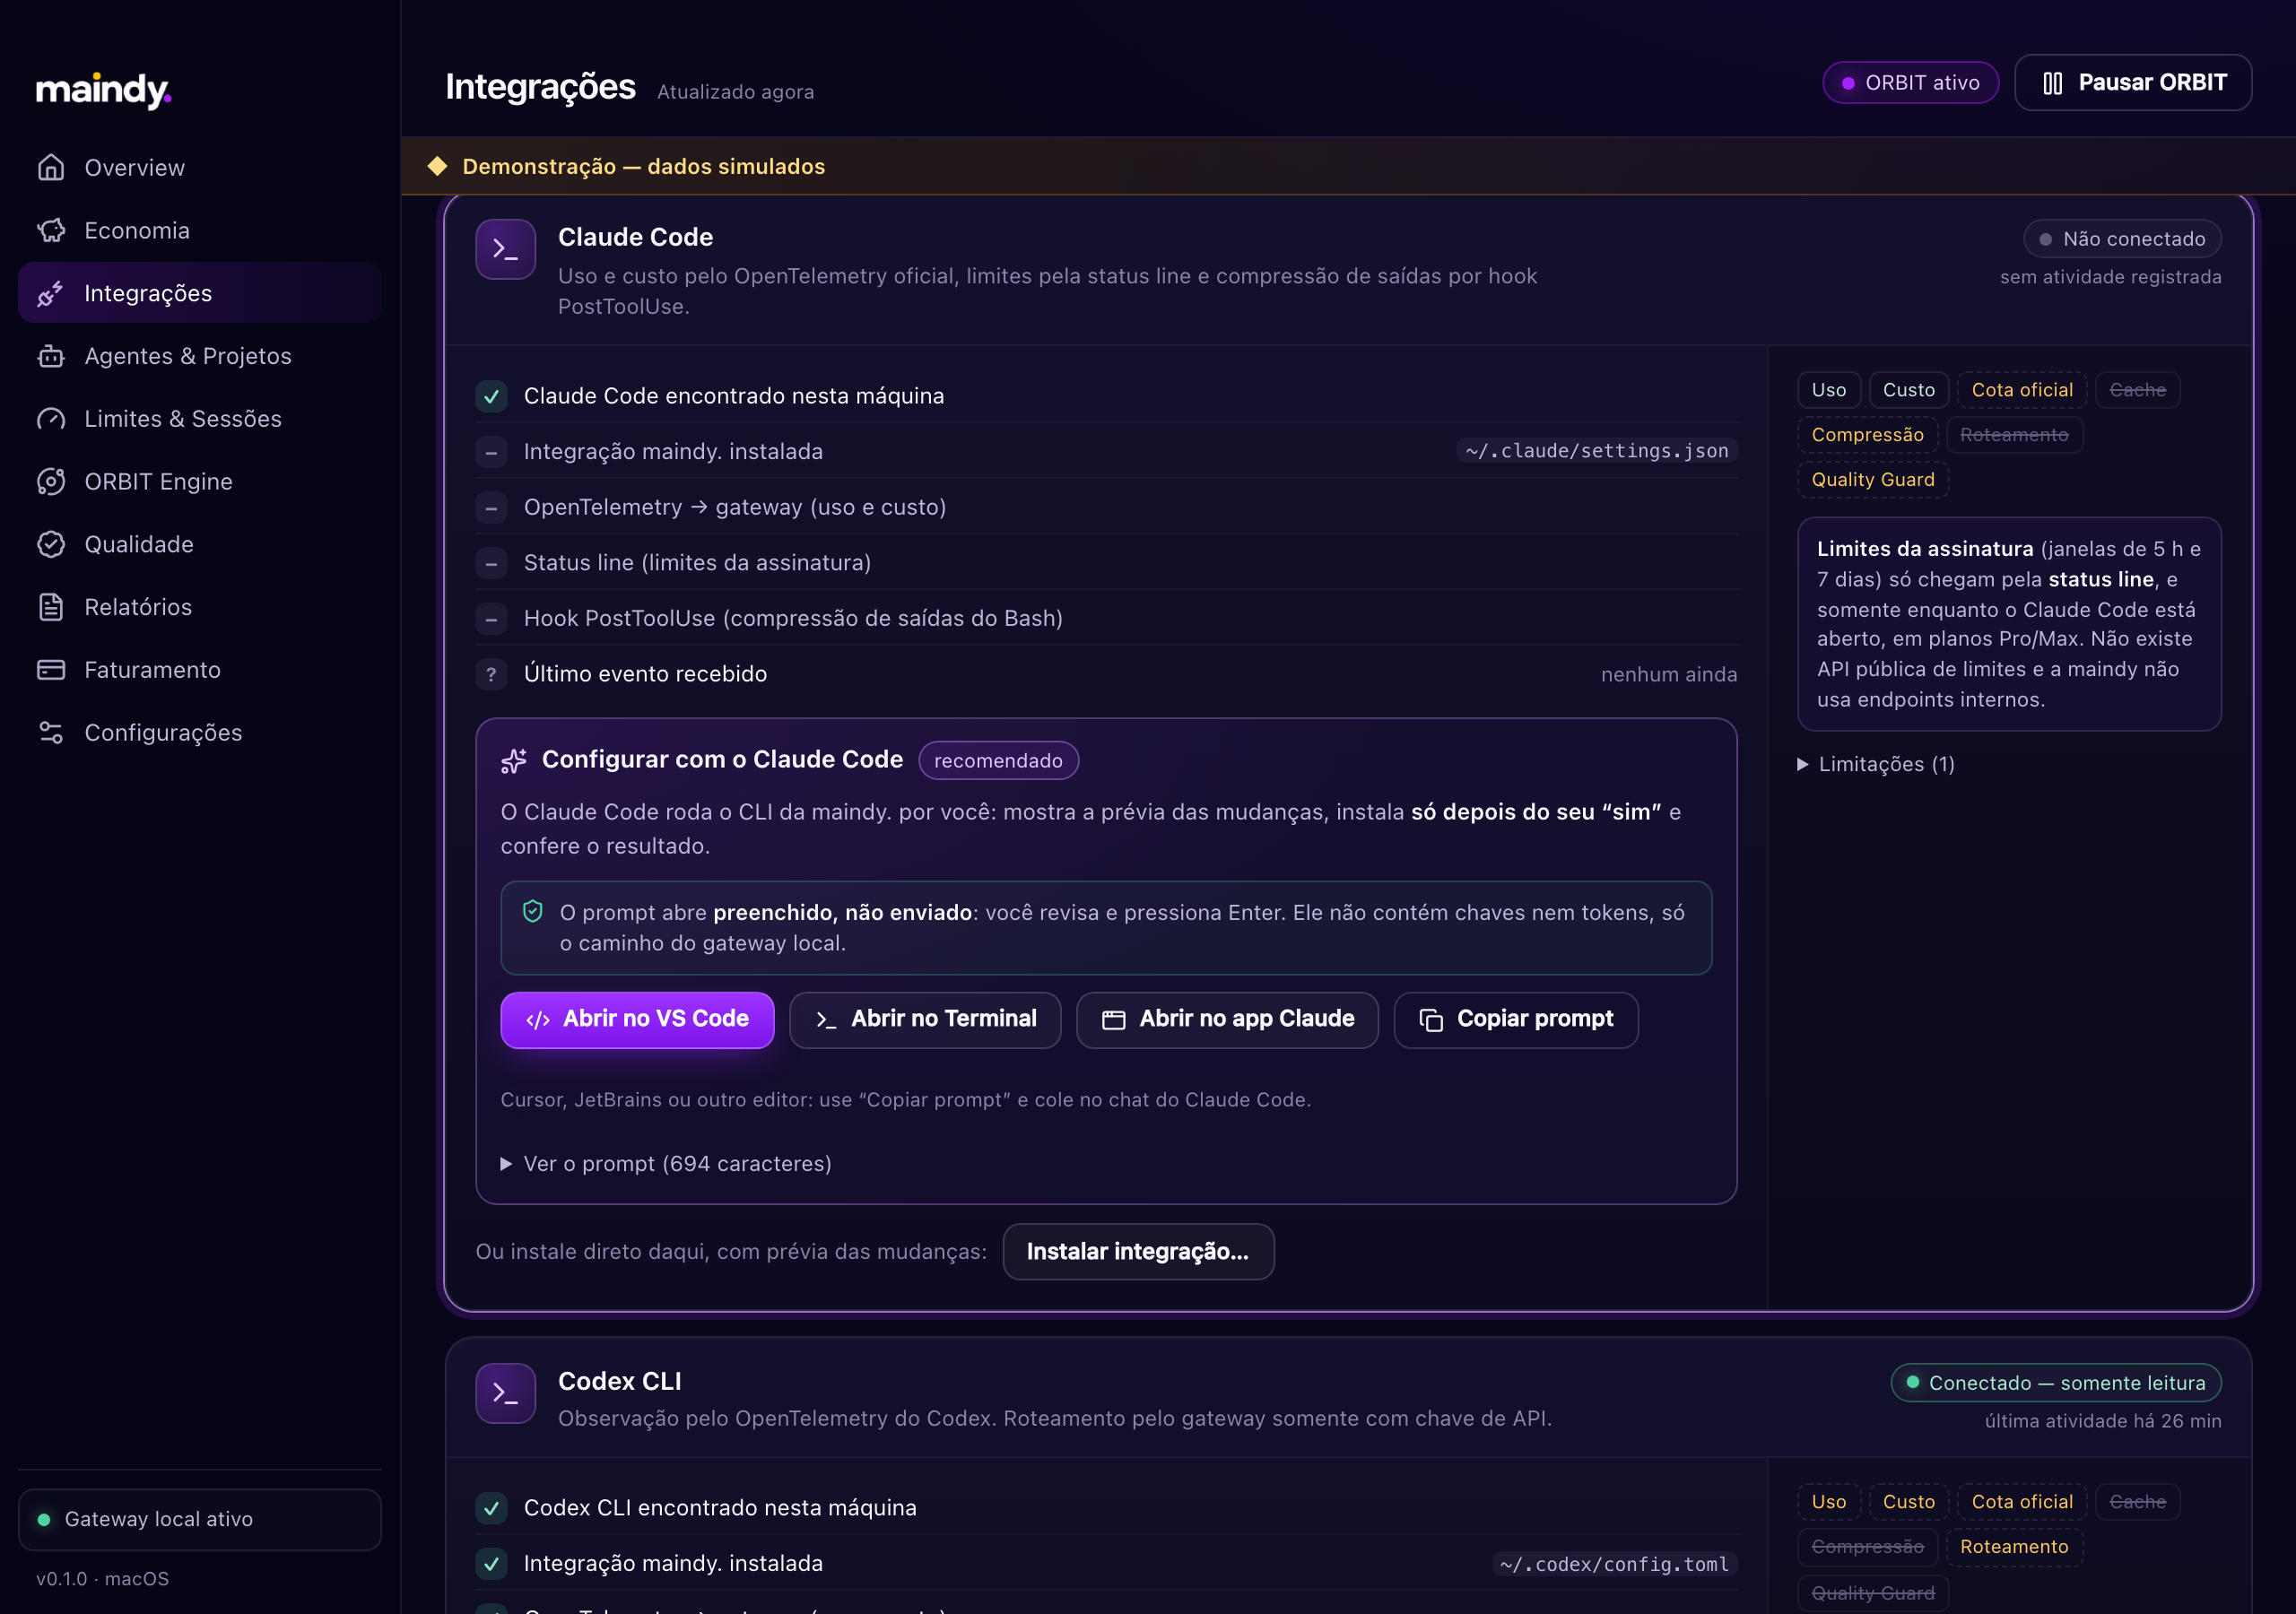 maindy.
Overview
Economia
Integrações
Agentes & Projetos
Limites & Sessões
ORBIT Engine
Qualidade
Relatórios
Faturamento
Configurações
Gateway local ativo
v0.1.0 · macOS
Integrações
Atualizado agora
ORBIT ativo
Pausar ORBIT
Demonstração — dados simulados
Claude Code
Uso e custo pelo OpenTelemetry oficial, limites pela status line e compressão de saídas por hook
PostToolUse.
Não conectado
sem atividade registrada
Claude Code encontrado nesta máquina
Integração maindy. instalada
~/.claude/settings.json
OpenTelemetry → gateway (uso e custo)
Status line (limites da assinatura)
Hook PostToolUse (compressão de saídas do Bash)
? Último evento recebido
nenhum ainda
Configurar com o Claude Code
recomendado
O Claude Code roda o CLI da maindy. por você: mostra a prévia das mudanças, instala só depois do seu “sim” e
confere o resultado.
O prompt abre preenchido, não enviado: você revisa e pressiona Enter. Ele não contém chaves nem tokens, só
o caminho do gateway local.
Abrir no VS Code
Abrir no Terminal
Abrir no app Claude
Copiar prompt
Cursor, JetBrains ou outro editor: use “Copiar prompt” e cole no chat do Claude Code.
Ver o prompt (694 caracteres)
Ou instale direto daqui, com prévia das mudanças:
Instalar integração...
Uso Custo Cota oficial Cache
Compressão Roteamento
Quality Guard
Limites da assinatura (janelas de 5 h e
7 dias) só chegam pela status line, e
somente enquanto o Claude Code está
aberto, em planos Pro/Max. Não existe
API pública de limites e a maindy não
usa endpoints internos.
Limitações (1)
Codex CLI
Observação pelo OpenTelemetry do Codex. Roteamento pelo gateway somente com chave de API.
Conectado — somente leitura
última atividade há 26 min
Codex CLI encontrado nesta máquina
Integração maindy. instalada
~/.codex/config.toml
Uso Custo Cota oficial Cache
Compressão Roteamento
Quality Guard